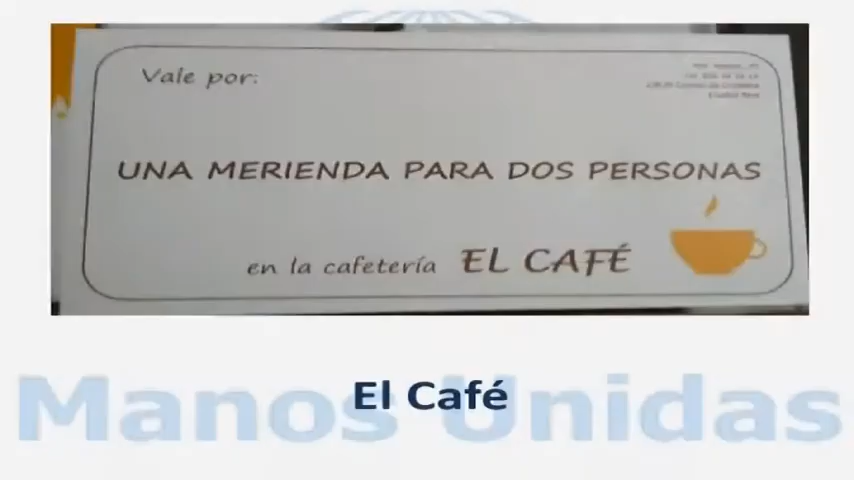 Vale por:
UNA MERIENDA PARA DOS PERSONAS
en la cafetería EL CAFÉ
El Café
Manos Unidas